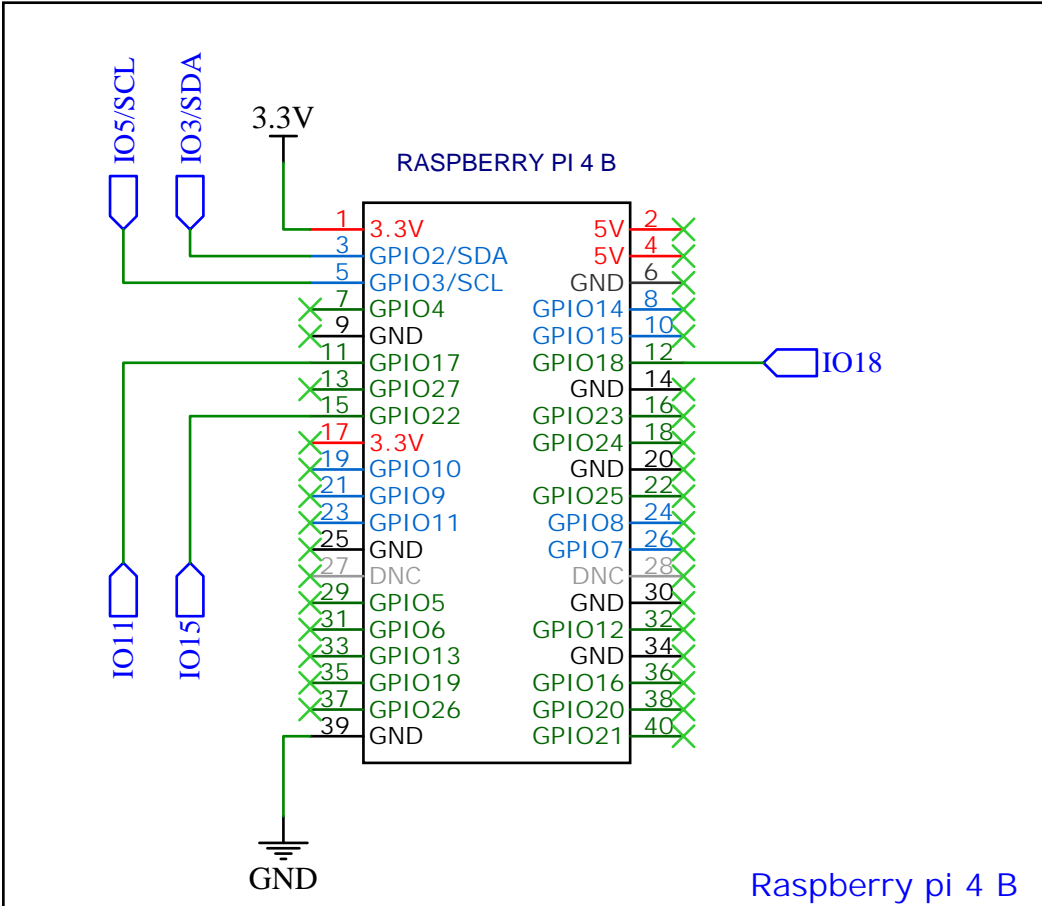 IO5/SCL
IO3/SDA
3.3V
RASPBERRY PI 4 B
1 3.3V 5V 2
3 GPIO2/SDA 5V 4
5 GPIO3/SCL GND 6
7 GPIO4 GPIO14 8
9 GND GPIO15 10
11 GPIO17 GPIO18 12 IO18
13 GPIO27 GND 14
15 GPIO22 GPIO23 16
17 3.3V GPIO24 18
19 GPIO10 GND 20
21 GPIO9 GPIO25 22
23 GPIO11 GPIO8 24
25 GND GPIO7 26
27 DNC DNC 28
29 GPIO5 GND 30
31 GPIO6 GPIO12 32
33 GPIO13 GND 34
35 GPIO19 GPIO16 36
37 GPIO26 GPIO20 38
39 GND GPIO21 40
IO11
IO15
GND
Raspberry pi 4 B